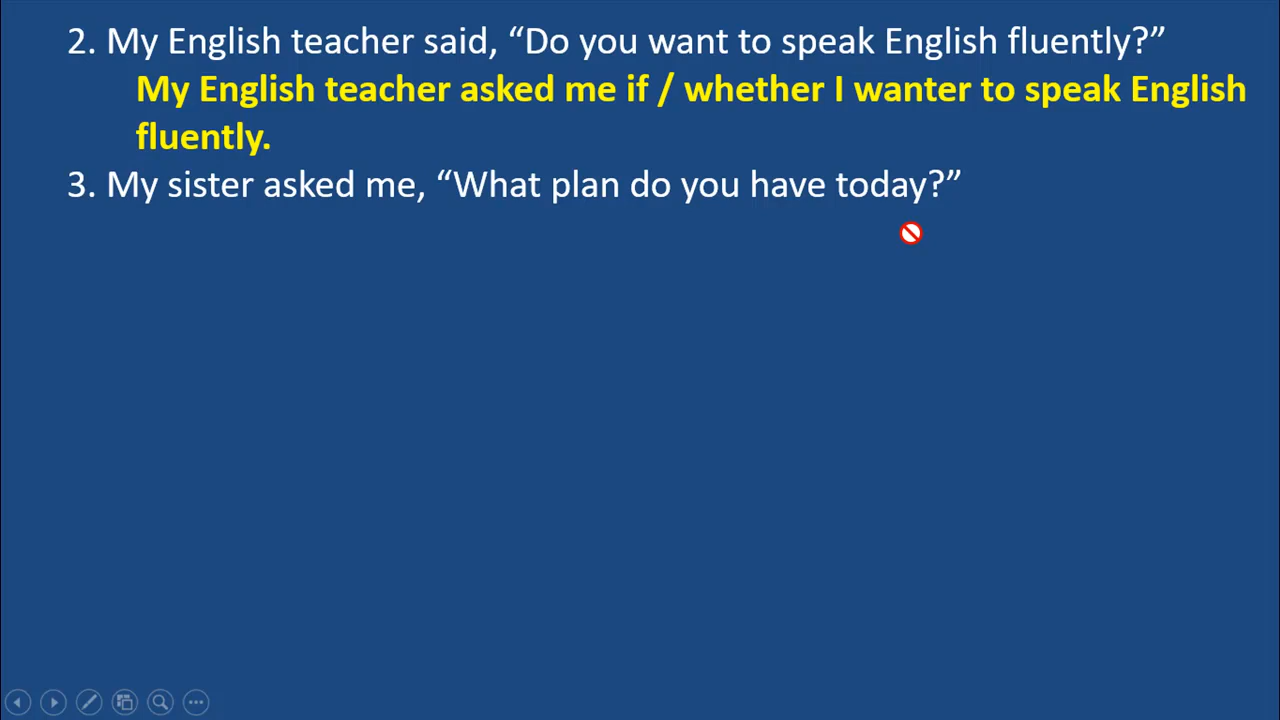 2. My English teacher said, “Do you want to speak English fluently?”
My English teacher asked me if / whether I wanter to speak English
fluently.
3. My sister asked me, “What plan do you have today?”